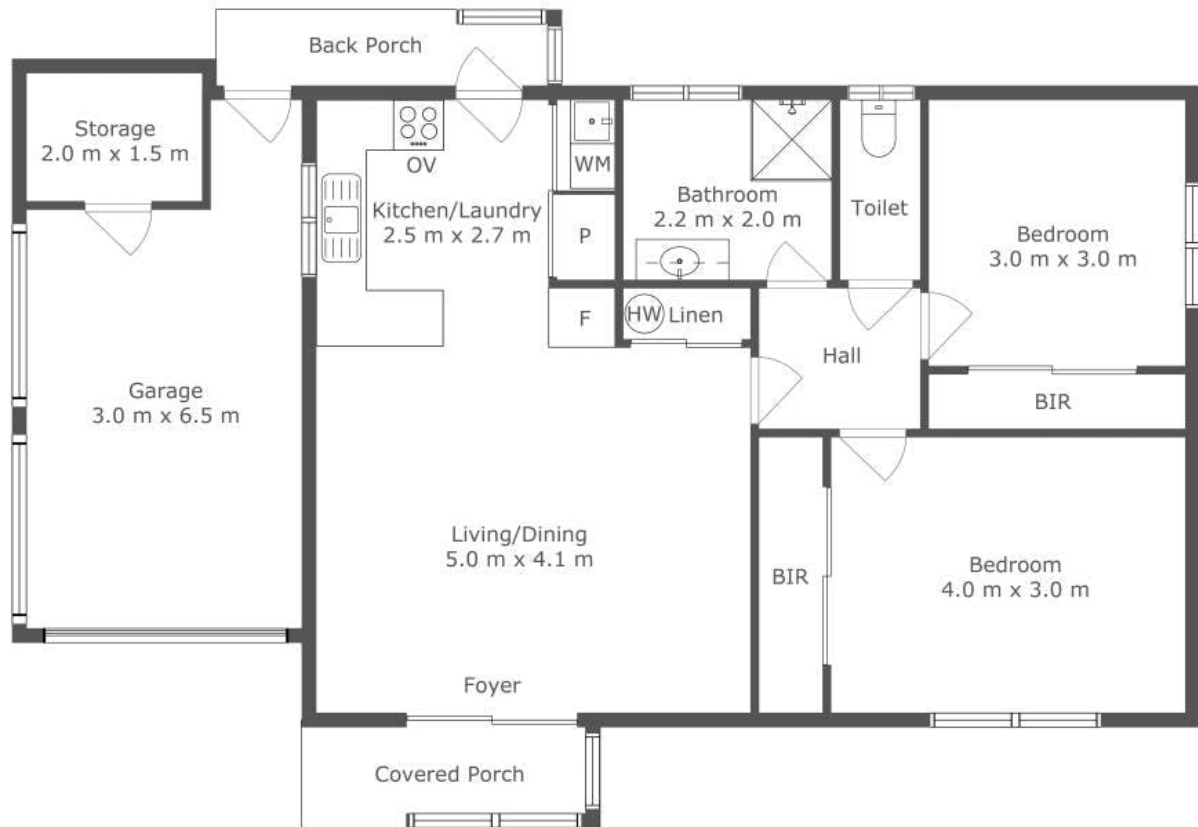 Back Porch
Storage
2.0 m x 1.5 m
OV
WM
Kitchen/Laundry
2.5 m x 2.7 m
P
Bathroom
2.2 m x 2.0 m
Toilet
Bedroom
3.0 m x 3.0 m
F
HW Linen
Hall
BIR
Garage
3.0 m x 6.5 m
Living/Dining
5.0 m x 4.1 m
BIR
Bedroom
4.0 m x 3.0 m
Foyer
Covered Porch